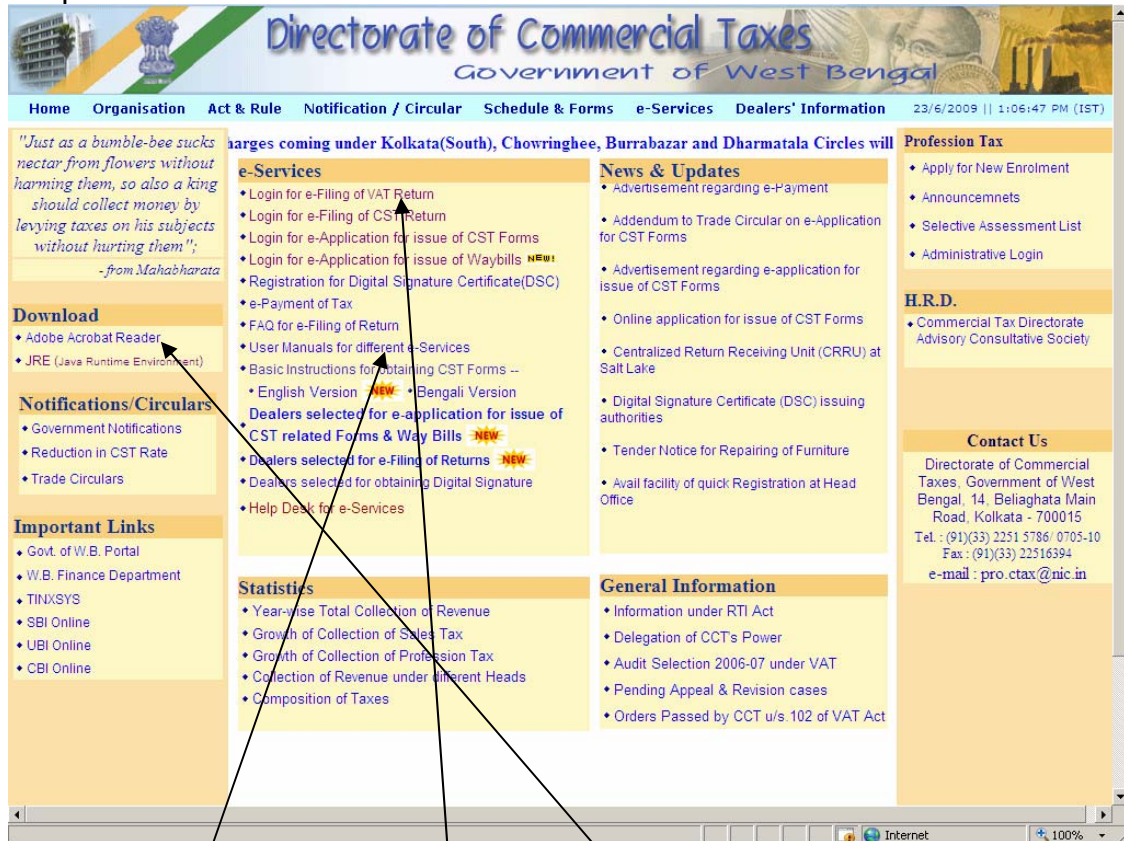 Directorate of Commercial Taxes
Government of West Bengal
Home Organisation Act & Rule Notification / Circular Schedule & Forms e-Services Dealers' Information 23/6/2009 || 1:06:47 PM (IST)
"Just as a bumble-bee sucks
nectar from flowers without
harming them, so also a king
should collect money by
levying taxes on his subjects
without hurting them";
- from Mahabharata
Download
Adobe Acrobat Reader
JRE (Java Runtime Environment)
Notifications/Circulars
Government Notifications
Reduction in CST Rate
Trade Circulars
Important Links
Govt. of W.B. Portal
W.B. Finance Department
TINXSYS
SBI Online
UBI Online
CBI Online
harges coming under Kolkata(South), Chowringhee, Burrabazar and Dharmatala Circles will
e-Services
Login for e-Filing of VAT Return
Login for e-Filing of CST Return
Login for e-Application for issue of CST Forms
Login for e-Application for issue of Waybills NEW!
Registration for Digital Signature Certificate(DSC)
e-Payment of Tax
FAQ for e-Filing of Return
User Manuals for different e-Services
Basic Instructions for obtaining CST Forms --
English Version NEW Bengali Version
Dealers selected for e-application for issue of
CST related Forms & Way Bills NEW
Dealers selected for e-Filing of Returns NEW
Dealers selected for obtaining Digital Signature
Help Desk for e-Services
News & Updates
Advertisement regarding e-Payment
Addendum to Trade Circular on e-Application
for CST Forms
Advertisement regarding e-application for
issue of CST Forms
Online application for issue of CST Forms
Centralized Return Receiving Unit (CRRU) at
Salt Lake
Digital Signature Certificate (DSC) issuing
authorities
Tender Notice for Repairing of Furniture
Avail facility of quick Registration at Head
Office
Statistics
Year-wise Total Collection of Revenue
Growth of Collection of Sales Tax
Growth of Collection of Profession Tax
Collection of Revenue under different Heads
Composition of Taxes
General Information
Information under RTI Act
Delegation of CCT's Power
Audit Selection 2006-07 under VAT
Pending Appeal & Revision cases
Orders Passed by CCT u/s.102 of VAT Act
Profession Tax
Apply for New Enrolment
Announcemnets
Selective Assessment List
Administrative Login
H.R.D.
Commercial Tax Directorate
Advisory Consultative Society
Contact Us
Directorate of Commercial
Taxes, Government of West
Bengal, 14, Beliaghata Main
Road, Kolkata - 700015
Tel. : (91)(33) 2251 5786/ 0705-10
Fax : (91)(33) 22516394
e-mail : pro.ctax@nic.in
Internet 100%